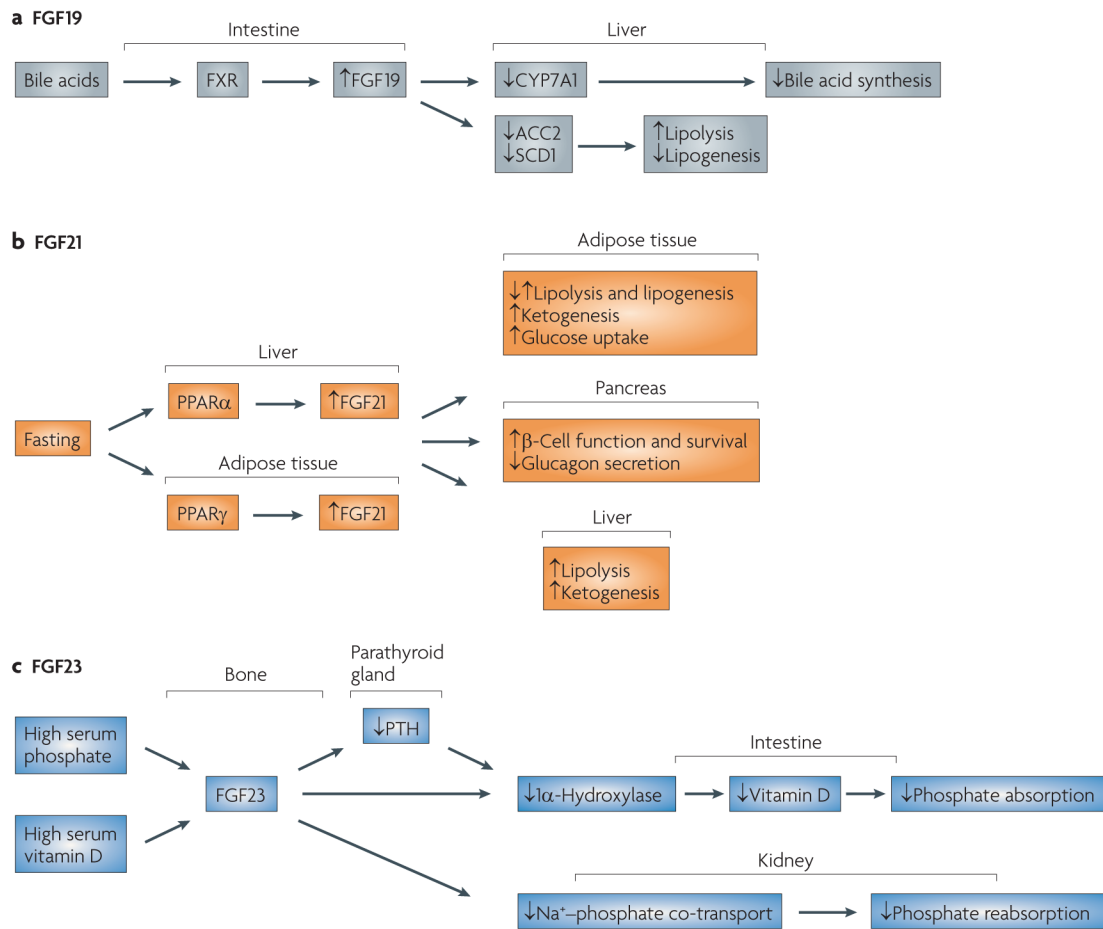 a FGF19
Intestine
Liver
Bile acids
FXR
↑FGF19
↓CYP7A1
↓Bile acid synthesis
↓ACC2
↓SCD1
↑Lipolysis
↓Lipogenesis
b FGF21
Adipose tissue
↓↑Lipolysis and lipogenesis
↑Ketogenesis
↑Glucose uptake
Liver
PPARα
↑FGF21
Pancreas
Fasting
↑β-Cell function and survival
↓Glucagon secretion
Adipose tissue
PPARγ
↑FGF21
Liver
↑Lipolysis
↑Ketogenesis
c FGF23
Bone
Parathyroid
gland
↓PTH
High serum
phosphate
Intestine
FGF23
↓1α-Hydroxylase
↓Vitamin D
↓Phosphate absorption
High serum
vitamin D
Kidney
↓Na⁺–phosphate co-transport
↓Phosphate reabsorption